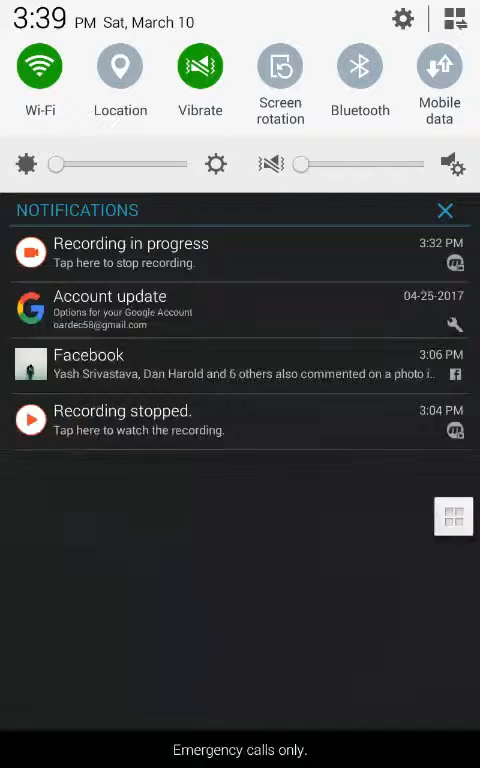 3:39 PM Sat, March 10
Wi-Fi
Location
Vibrate
Screen
rotation
Bluetooth
Mobile
data
NOTIFICATIONS
Recording in progress 3:32 PM
Tap here to stop recording.
Account update 04-25-2017
Options for your Google Account
oardec58@gmail.com
Facebook 3:06 PM
Yash Srivastava, Dan Harold and 6 others also commented on a photo i..
Recording stopped. 3:04 PM
Tap here to watch the recording.
Emergency calls only.